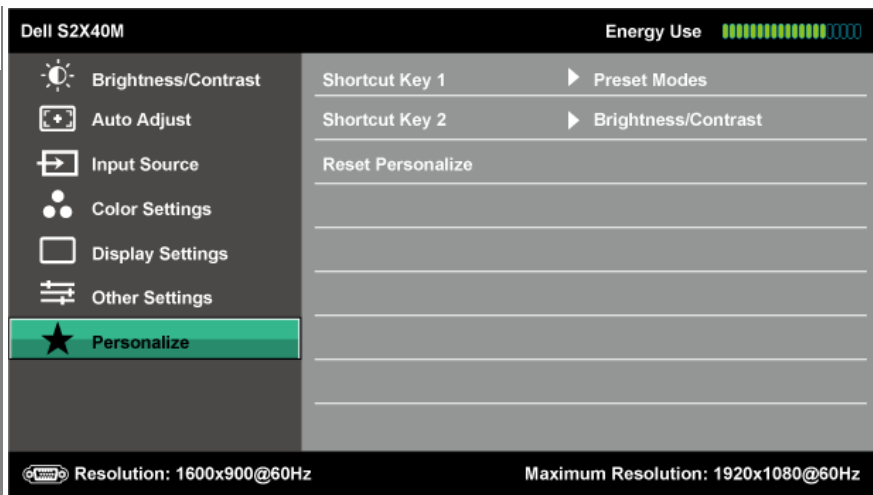 Dell S2X40M Energy Use
Brightness/Contrast
Auto Adjust
Input Source
Color Settings
Display Settings
Other Settings
Personalize
Shortcut Key 1 Preset Modes
Shortcut Key 2 Brightness/Contrast
Reset Personalize
Resolution: 1600x900@60Hz Maximum Resolution: 1920x1080@60Hz